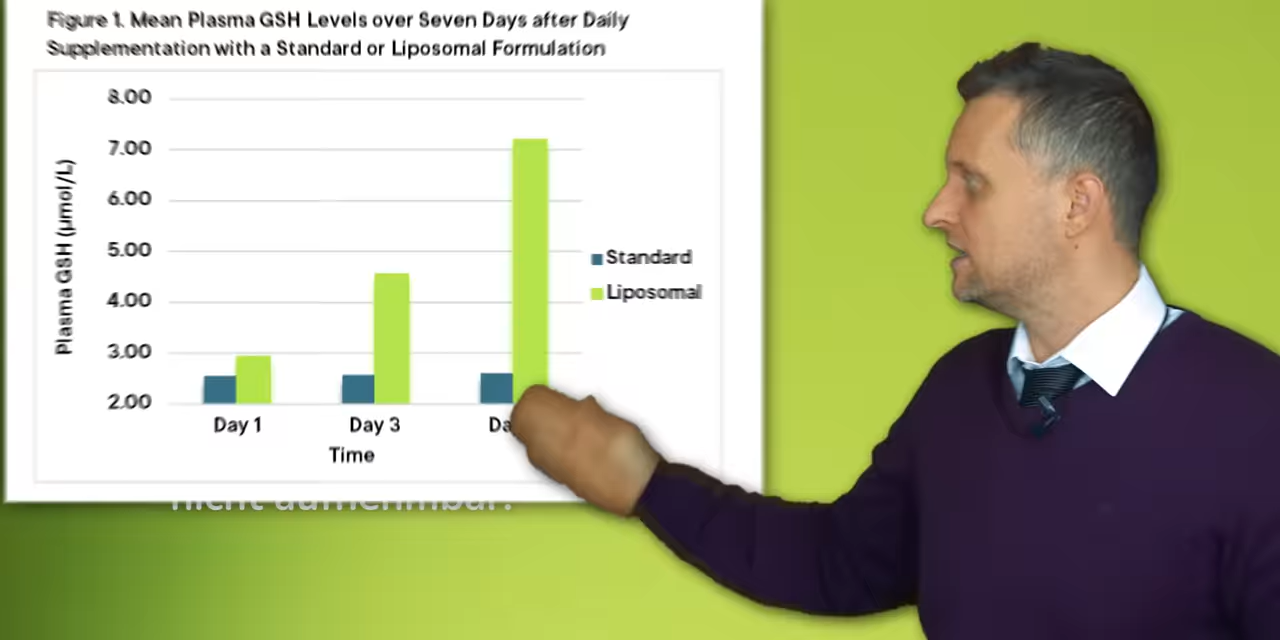 Figure 1. Mean Plasma GSH Levels over Seven Days after Daily
Supplementation with a Standard or Liposomal Formulation
8.00
7.00
6.00
5.00
4.00
3.00
2.00
Plasma GSH (µmol/L)
Standard
Liposomal
Day 1
Day 3
Time